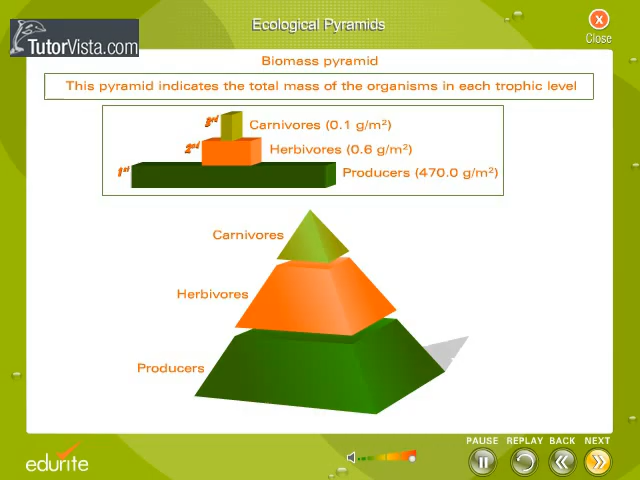 Ecological Pyramids
TutorVista.com
X
Close
Biomass pyramid
This pyramid indicates the total mass of the organisms in each trophic level
3rd
Carnivores (0.1 g/m²)
2nd
Herbivores (0.6 g/m²)
1st
Producers (470.0 g/m²)
Carnivores
Herbivores
Producers
PAUSE REPLAY BACK NEXT
edurite